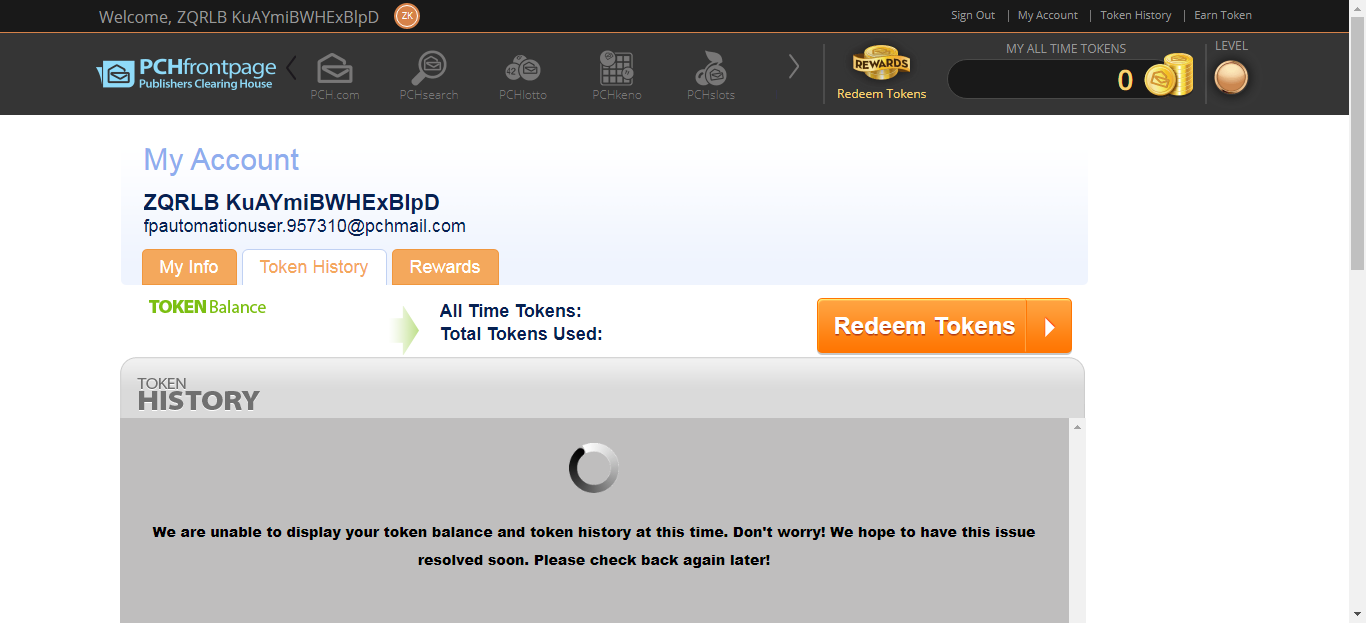 Welcome, ZQRLB KuAYmiBWHExBlpD
ZK
Sign Out | My Account | Token History | Earn Token
PCHfrontpage
Publishers Clearing House
PCH.com
PCHsearch
42
PCHlotto
PCHkeno
PCHslots
REWARDS
Redeem Tokens
MY ALL TIME TOKENS
0
LEVEL
My Account
ZQRLB KuAYmiBWHExBlpD
fpautomationuser.957310@pchmail.com
My Info
Token History
Rewards
TOKEN Balance
All Time Tokens:
Total Tokens Used:
Redeem Tokens
TOKEN
HISTORY
We are unable to display your token balance and token history at this time. Don't worry! We hope to have this issue
resolved soon. Please check back again later!